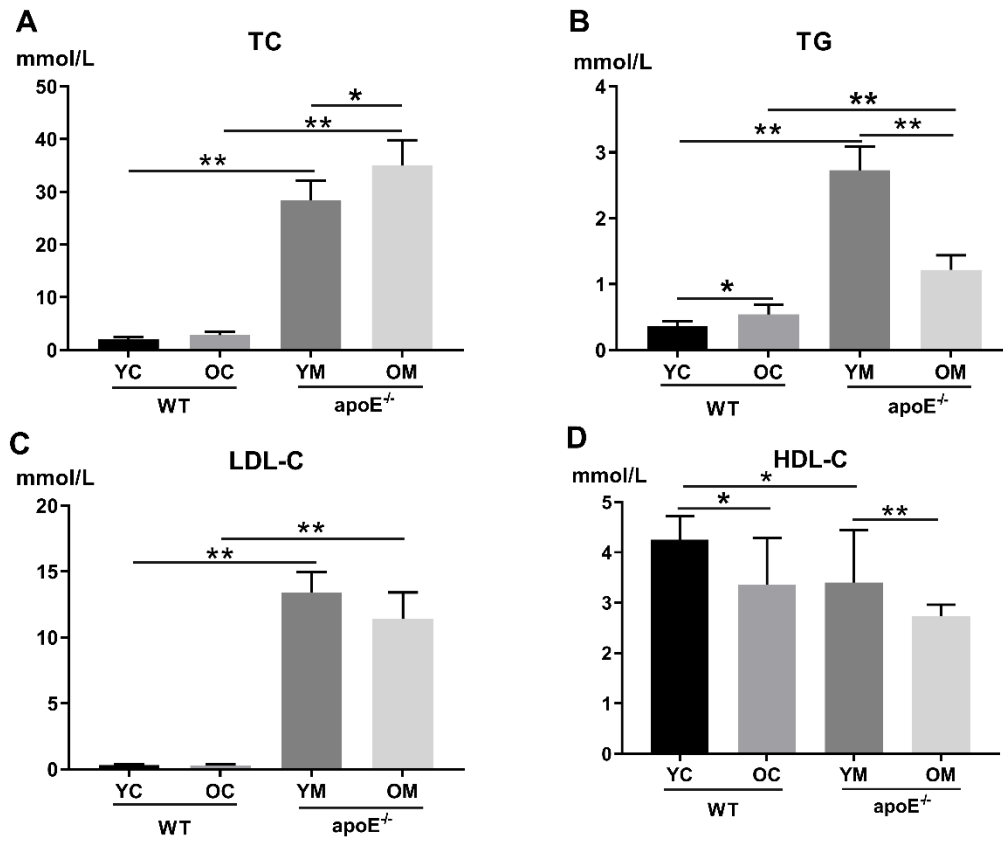 A
TC
mmol/L
50
40
30
20
10
0
*
**
**
YC OC YM OM
WT apoE-/-
B
TG
mmol/L
4
3
2
1
0
**
** **
*
YC OC YM OM
WT apoE-/-
C
LDL-C
mmol/L
20
15
10
5
0
**
**
YC OC YM OM
WT apoE-/-
D
HDL-C
mmol/L
5
4
3
2
1
0
*
* **
YC OC YM OM
WT apoE-/-